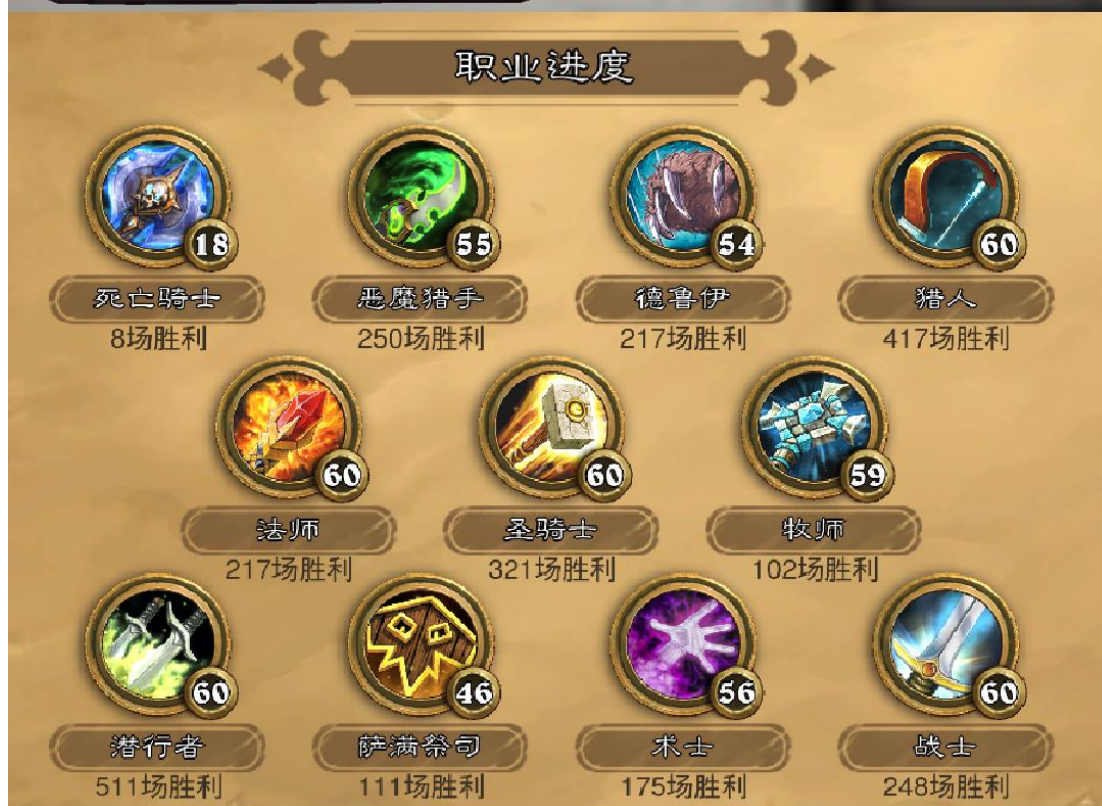 职业进度
18 55 54 60
死亡骑士 恶魔猎手 德鲁伊 猎人
8场胜利 250场胜利 217场胜利 417场胜利
60 60 59
法师 圣骑士 牧师
217场胜利 321场胜利 102场胜利
60 46 56 60
潜行者 萨满祭司 术士 战士
511场胜利 111场胜利 175场胜利 248场胜利